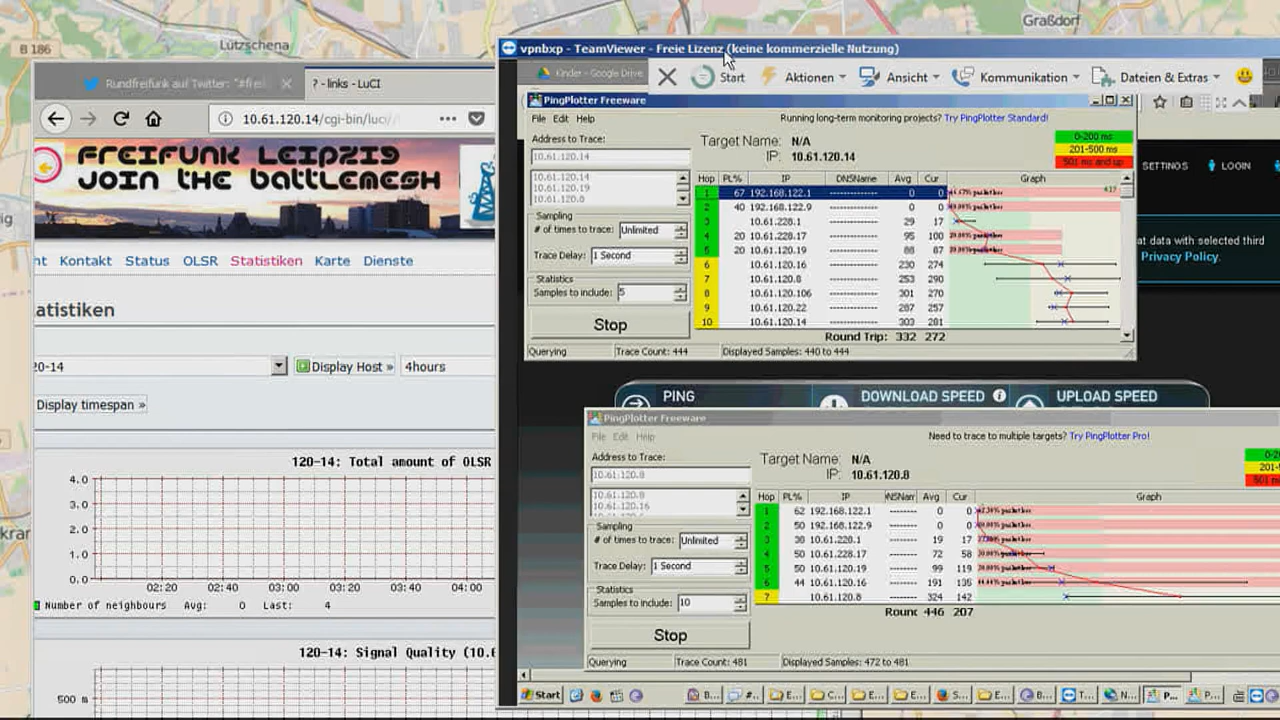 Graßdorf
B 186
Lützschena
Rundfreifunk auf Twitter: "#frei
? - links - LuCI
10.61.120.14/cgi-bin/luci/
FREIFUNK LEIPZIG
JOIN THE BATTLEMESH
Kontakt Status OLSR Statistiken Karte Dienste
atistiken
20-14
Display Host »
4hours
Display timespan »
120-14: Total amount of OLSR
4.0
3.0
2.0
1.0
0.0
02:20 02:40 03:00 03:20 03:40 04:00
Number of neighbours Avg: 0 Last: 4
120-14: Signal Quality (10.6
500 m
vpnbxp - TeamViewer - Freie Lizenz (keine kommerzielle Nutzung)
Kinder - Google Drive
Start Aktionen Ansicht Kommunikation Dateien & Extras
PingPlotter Freeware
File Edit Help
Running long-term monitoring projects? Try PingPlotter Standard!
Address to Trace:
10.61.120.14
10.61.120.14
10.61.120.19
10.61.120.8
Sampling
# of times to trace: Unlimited
Trace Delay: 1 Second
Statistics
Samples to include: 5
Stop
Target Name: N/A
IP: 10.61.120.14
0-200 ms
201-500 ms
501 ms and up
Hop PL% IP DNSName Avg Cur Graph
1 67 192.168.122.1 ------------- 0 0 417
2 40 192.168.122.9 ------------- 0 0
3 10.61.228.1 ------------- 29 17
4 20 10.61.228.17 ------------- 95 100
5 20 10.61.120.19 ------------- 88 87
6 10.61.120.16 ------------- 230 274
7 10.61.120.8 ------------- 253 290
8 10.61.120.106 ------------- 301 270
9 10.61.120.22 ------------- 287 257
10 10.61.120.14 ------------- 303 281
Round Trip: 332 272
Querying
Trace Count: 444
Displayed Samples: 440 to 444
SETTINGS
LOGIN
at data with selected third
Privacy Policy.
PING
DOWNLOAD SPEED
UPLOAD SPEED
PingPlotter Freeware
File Edit Help
Need to trace to multiple targets? Try PingPlotter Pro!
Address to Trace:
10.61.120.8
10.61.120.8
10.61.120.16
Sampling
# of times to trace: Unlimited
Trace Delay: 1 Second
Statistics
Samples to include: 10
Stop
Target Name: N/A
IP: 10.61.120.8
Hop PL% IP Avg Cur Graph
1 62 192.168.122.1 -------- 0 0
2 50 192.168.122.9 -------- 0 0
3 38 10.61.228.1 -------- 19 17
4 50 10.61.228.17 -------- 72 58
5 50 10.61.120.19 -------- 99 119
6 44 10.61.120.16 -------- 191 136
7 10.61.120.8 -------- 324 142
Round 446 207
Querying
Trace Count: 481
Displayed Samples: 472 to 481
Start